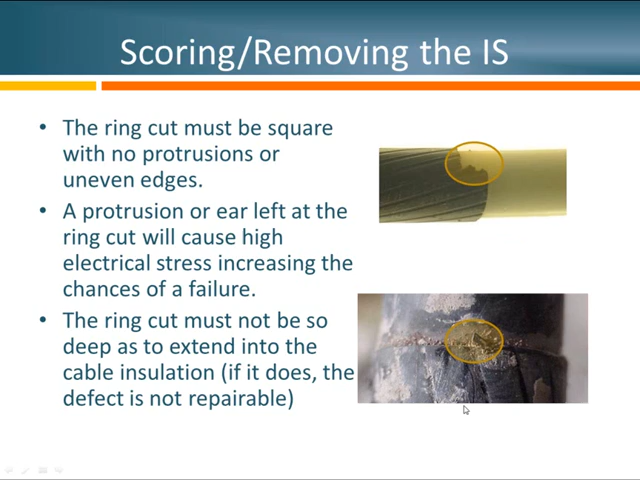 Scoring/Removing the IS
• The ring cut must be square
with no protrusions or
uneven edges.
• A protrusion or ear left at the
ring cut will cause high
electrical stress increasing the
chances of a failure.
• The ring cut must not be so
deep as to extend into the
cable insulation (if it does, the
defect is not repairable)